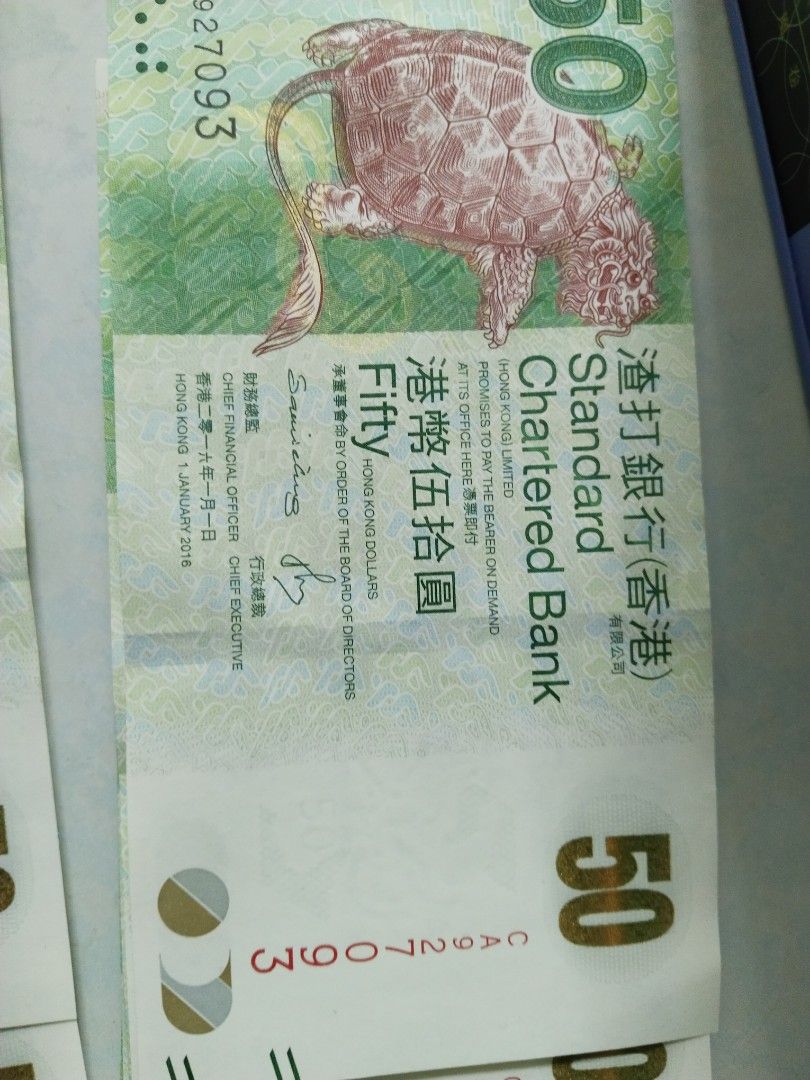 50
927093
渣打銀行(香港)
有限公司
Standard
Chartered Bank
(HONG KONG) LIMITED
PROMISES TO PAY THE BEARER ON DEMAND
AT ITS OFFICE HERE 憑票即付
港幣伍拾圓
Fifty HONG KONG DOLLARS
承董事會命 BY ORDER OF THE BOARD OF DIRECTORS
財務總監 行政總裁
CHIEF FINANCIAL OFFICER CHIEF EXECUTIVE
香港二零一六年一月一日
HONG KONG 1 JANUARY 2016
50
CA927093